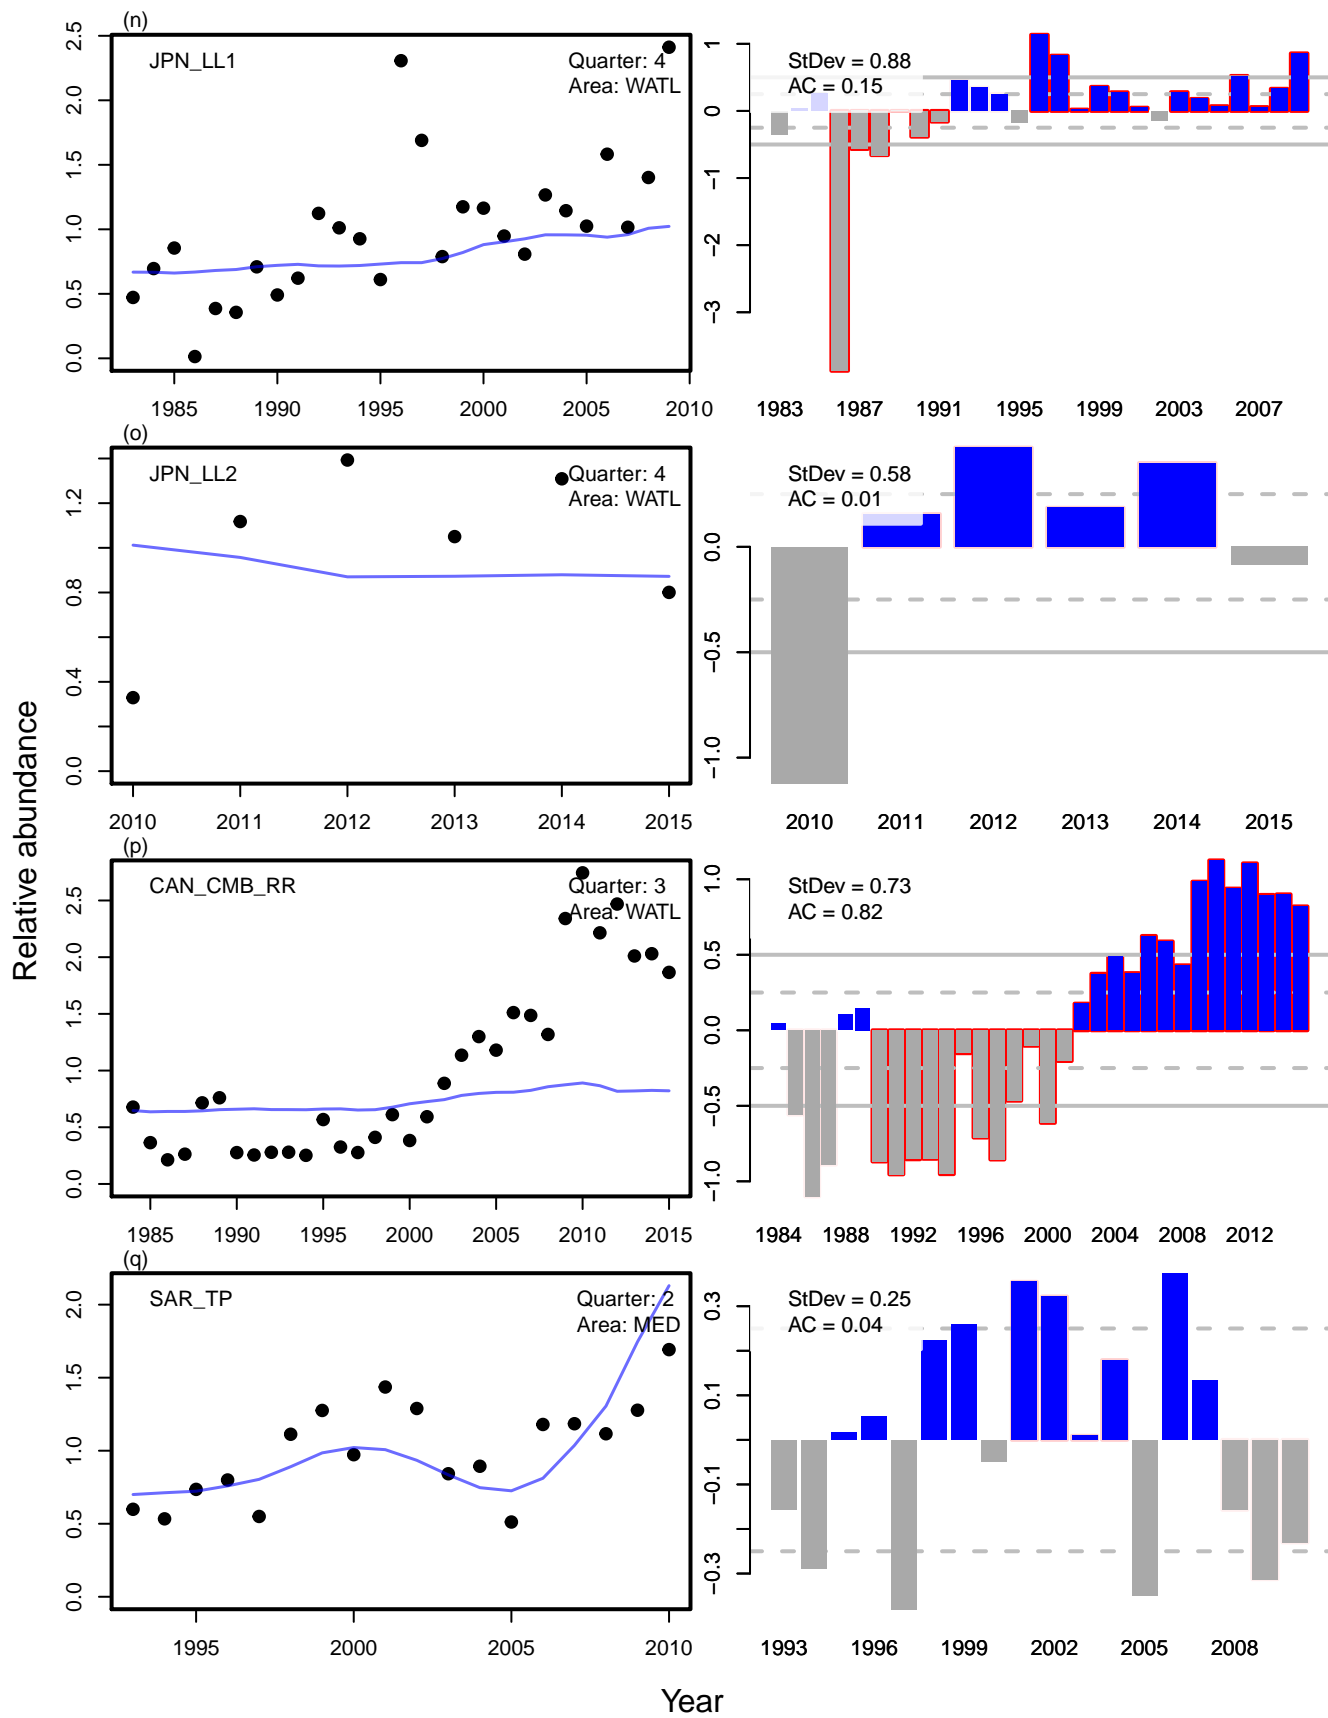 (n)
JPN_LL1
Quarter: 4
Area: WATL
0.0 0.5 1.0 1.5 2.0 2.5
1985 1990 1995 2000 2005 2010
StDev = 0.88
AC = 0.15
1 0 −1 −2 −3
1983 1987 1991 1995 1999 2003 2007
(o)
JPN_LL2
Quarter: 4
Area: WATL
0.0 0.4 0.8 1.2
2010 2011 2012 2013 2014 2015
StDev = 0.58
AC = 0.01
0.0 −0.5 −1.0
2010 2011 2012 2013 2014 2015
(p)
CAN_CMB_RR
Quarter: 3
Area: WATL
0.0 0.5 1.0 1.5 2.0 2.5
1985 1990 1995 2000 2005 2010 2015
StDev = 0.73
AC = 0.82
1.0 0.5 0.0 −0.5 −1.0
1984 1988 1992 1996 2000 2004 2008 2012
(q)
SAR_TP
Quarter: 2
Area: MED
0.0 0.5 1.0 1.5 2.0
1995 2000 2005 2010
StDev = 0.25
AC = 0.04
0.3 0.1 −0.1 −0.3
1993 1996 1999 2002 2005 2008
Relative abundance
Year